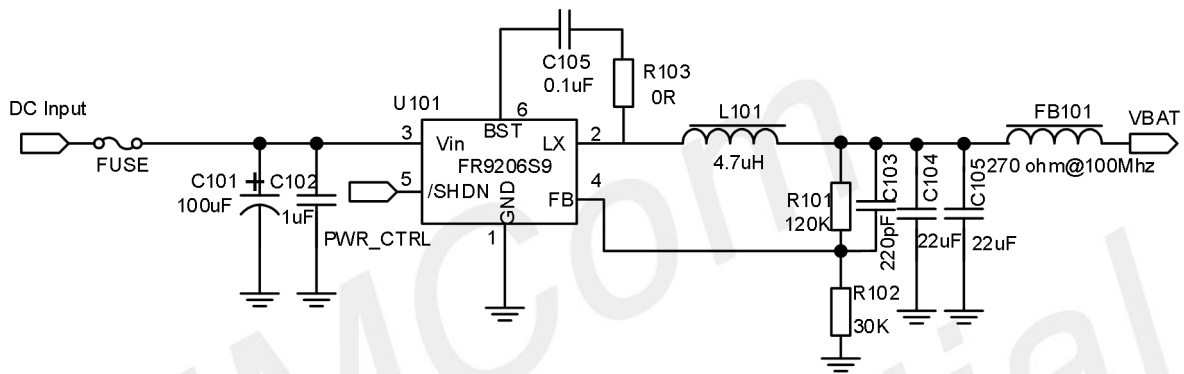 C105
0.1uF
R103
0R
DC Input
FUSE
U101
6
3
Vin
BST
LX
2
FR9206S9
5
/SHDN
GND
FB
4
1
C101
+
100uF
C102
1uF
PWR_CTRL
L101
4.7uH
R101
120K
C103
220pF
C104
22uF
C105
22uF
R102
30K
FB101
270 ohm@100Mhz
VBAT
MCom